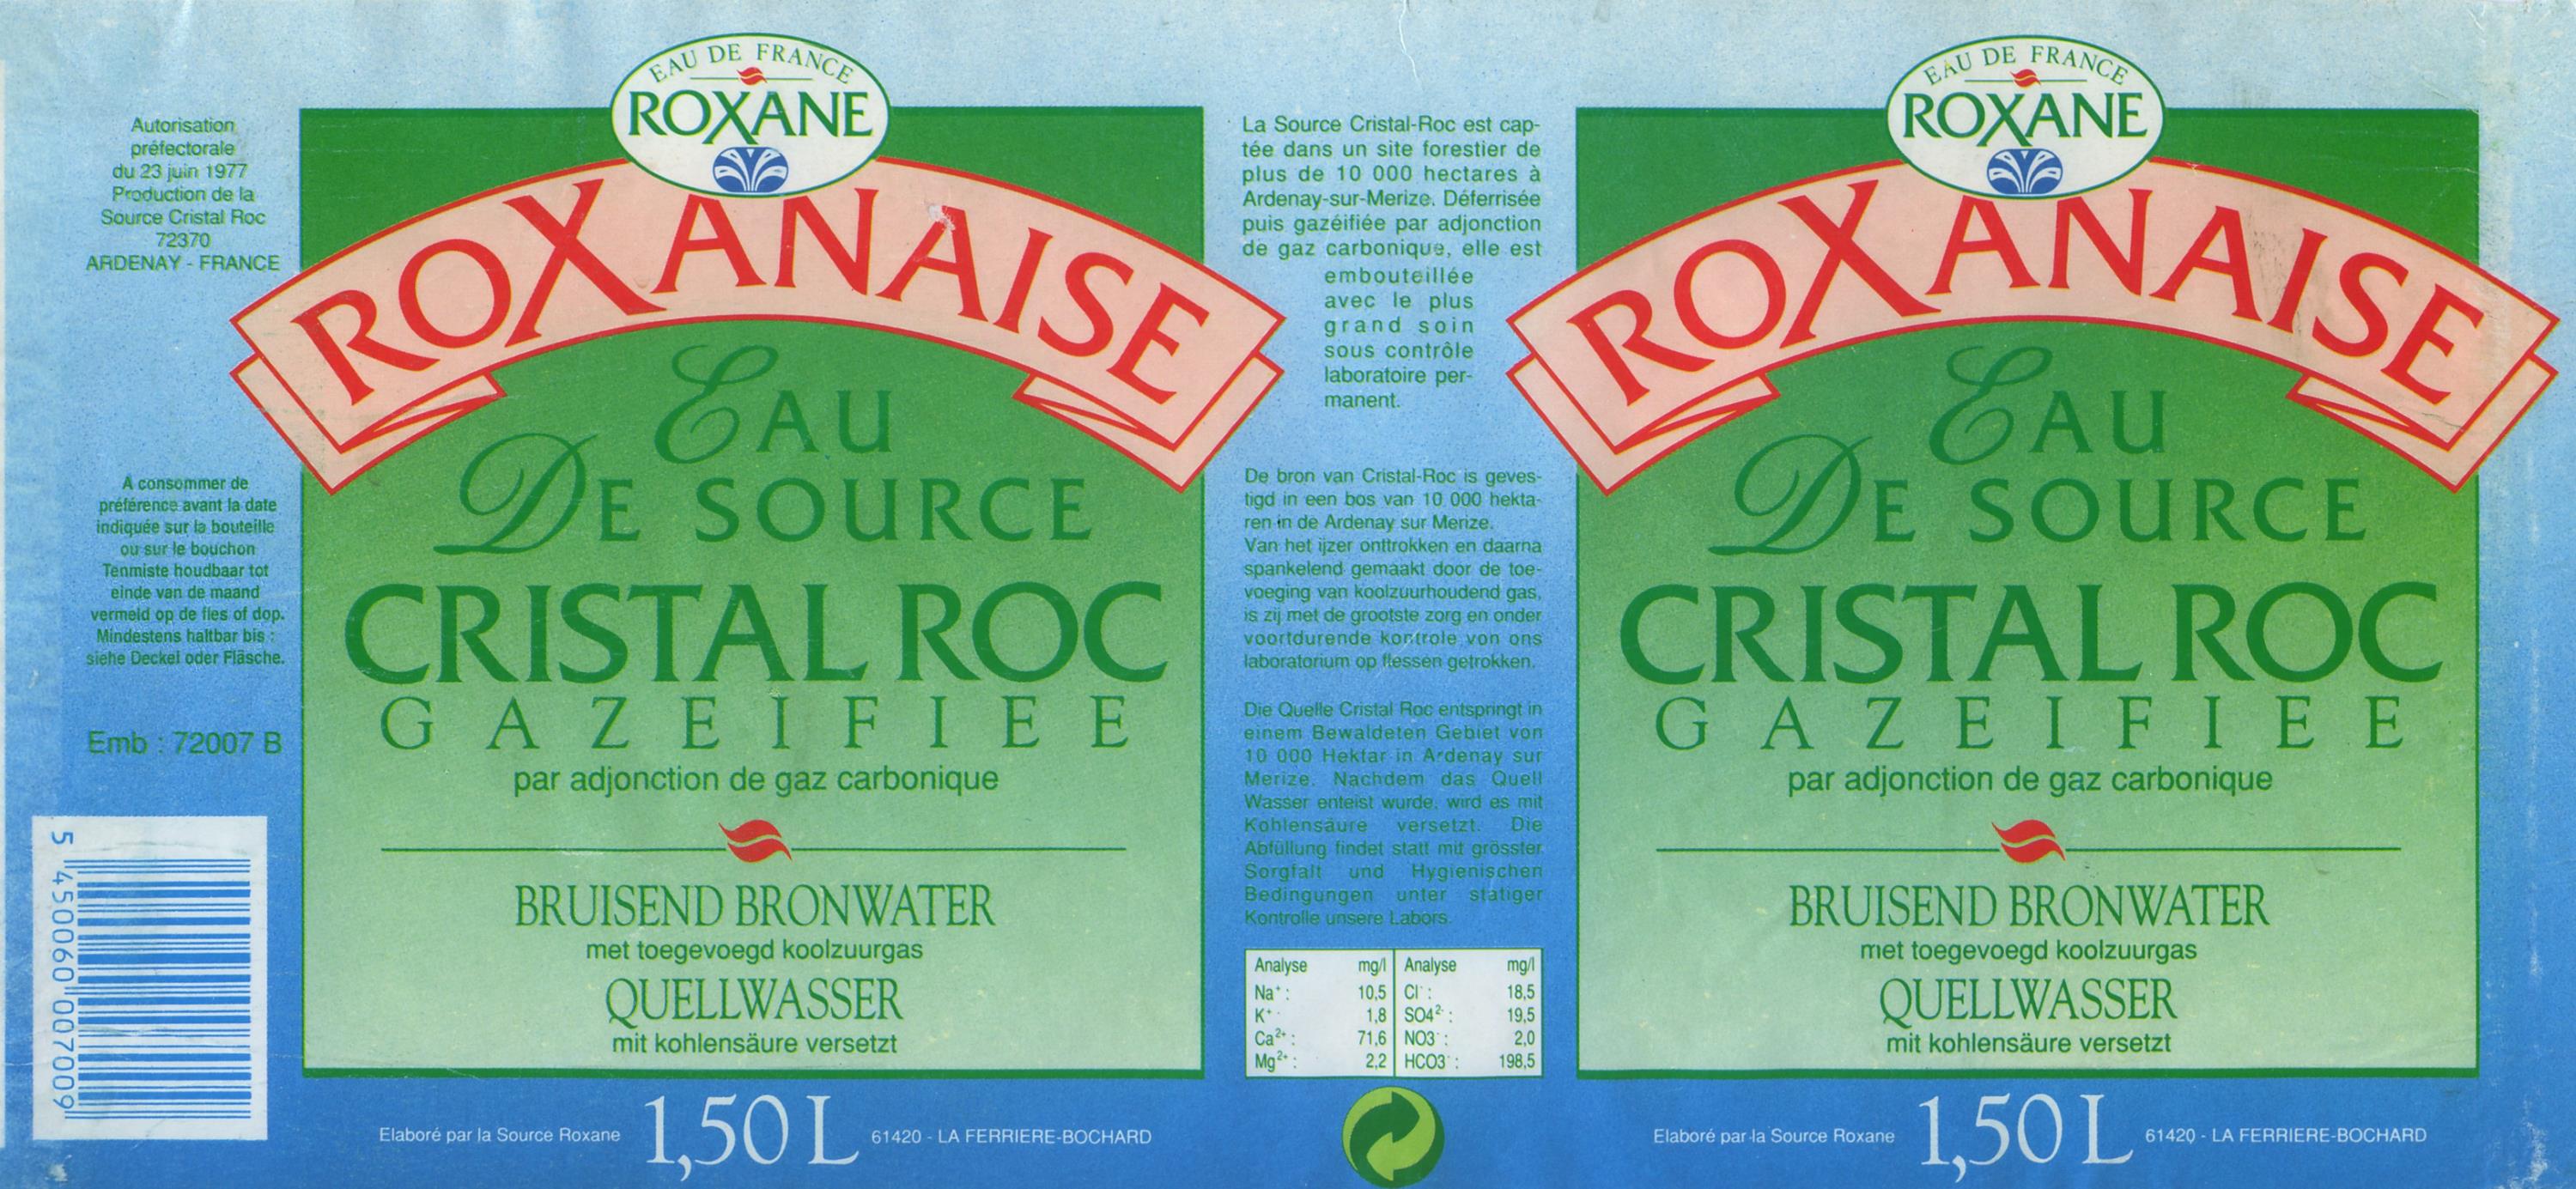 Autorisation
préfectorale
du 23 juin 1977
Production de la
Source Cristal Roc
72370
ARDENAY - FRANCE
A consommer de
préférence avant la date
indiquée sur la bouteille
ou sur le bouchon
Tenmiste houdbaar tot
einde van de maand
vermeld op de fles of dop.
Mindestens haltbar bis :
siehe Deckel oder Fläsche.
Emb : 72007 B
5 450060 007009
EAU DE FRANCE
ROXANE
ROXANAISE
EAU
DE SOURCE
CRISTAL ROC
GAZEIFIEE
par adjonction de gaz carbonique
BRUISEND BRONWATER
met toegevoegd koolzuurgas
QUELLWASSER
mit kohlensäure versetzt
Elaboré par la Source Roxane 1,50 L 61420 - LA FERRIERE-BOCHARD
La Source Cristal-Roc est cap-
tée dans un site forestier de
plus de 10 000 hectares à
Ardenay-sur-Merize. Déferrisée
puis gazéifiée par adjonction
de gaz carbonique, elle est
embouteillée
avec le plus
grand soin
sous contrôle
laboratoire per-
manent.
De bron van Cristal-Roc is geves-
tigd in een bos van 10 000 hekta-
ren in de Ardenay sur Merize.
Van het ijzer onttrokken en daarna
spankelend gemaakt door de toe-
voeging van koolzuurhoudend gas,
is zij met de grootste zorg en onder
voortdurende kontrole von ons
laboratorium op flessen getrokken.
Die Quelle Cristal Roc entspringt in
einem Bewaldeten Gebiet von
10 000 Hektar in Ardenay sur
Merize. Nachdem das Quell
Wasser enteist wurde, wird es mit
Kohlensäure versetzt. Die
Abfüllung findet statt mit grösster
Sorgfalt und Hygienischen
Bedingungen unter statiger
Kontrolle unsere Labors.
Analyse mg/l Analyse mg/l
Na⁺ : 10,5 Cl⁻ : 18,5
K⁺ : 1,8 SO4²⁻ : 19,5
Ca²⁺ : 71,6 NO3⁻ : 2,0
Mg²⁺ : 2,2 HCO3⁻ : 198,5
EAU DE FRANCE
ROXANE
ROXANAISE
EAU
DE SOURCE
CRISTAL ROC
GAZEIFIEE
par adjonction de gaz carbonique
BRUISEND BRONWATER
met toegevoegd koolzuurgas
QUELLWASSER
mit kohlensäure versetzt
Elaboré par la Source Roxane 1,50 L 61420 - LA FERRIERE-BOCHARD